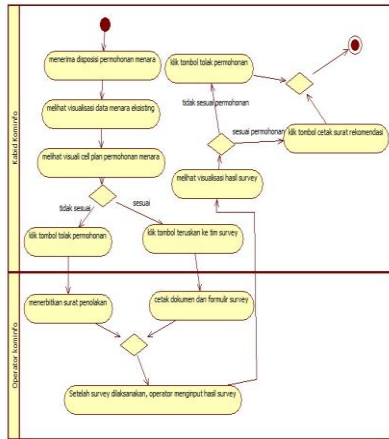 Kabid Kominfo
menerima disposisi permohonan menara
melihat visualisasi data menara eksisting
melihat visuali cell plan permohonan menara
tidak sesuai
sesuai
klik tombol tolak permohonan
klik tombol teruskan ke tim survey
klik tombol tolak permohonan
tidak sesuai permohonan
sesuai permohonan
klik tombol cetak surat rekomendasi
melihat visualisasi hasil survey
Operator kominfo
menerbitkan surat penolakan
cetak dokumen dan formulir survey
Setelah survey dilaksanakan, operator menginput hasil survey